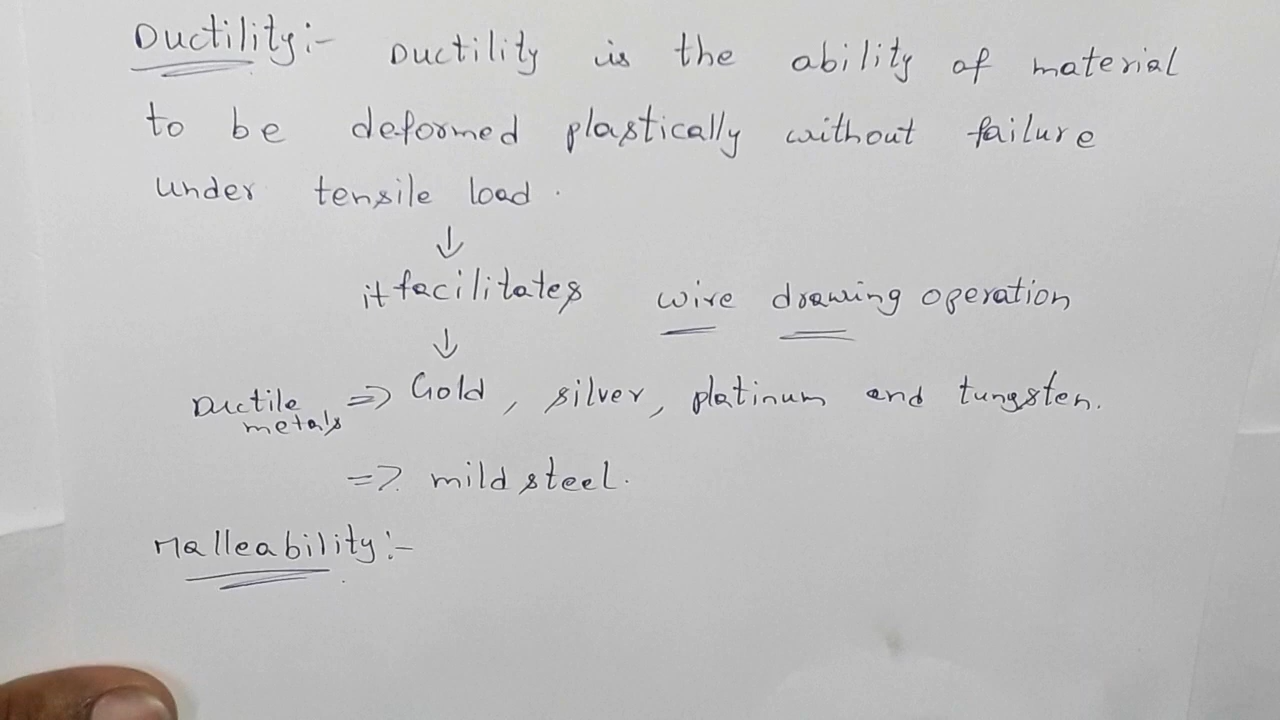 Ductility:- Ductility is the ability of material
to be deformed plastically without failure
under tensile load.
↓
it facilitates wire drawing operation
↓
Ductile metals => Gold, silver, platinum and tungsten.
=> mild steel.
Malleability:-